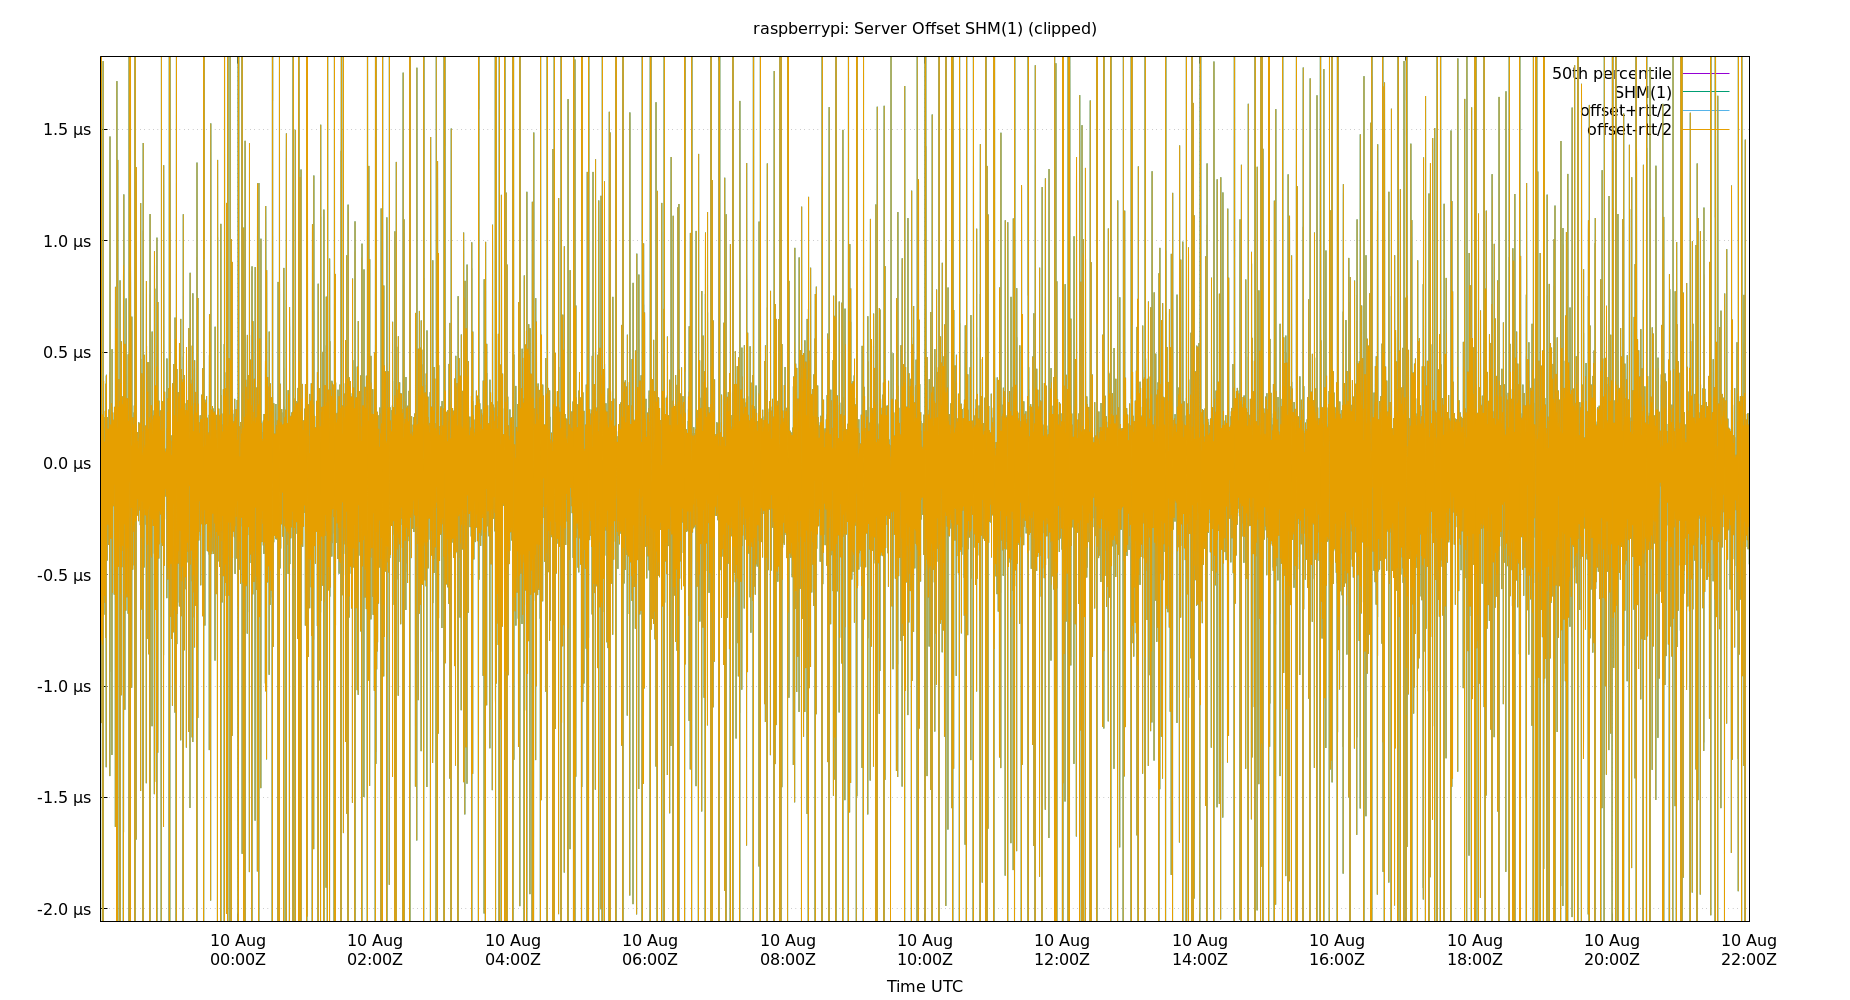 raspberrypi: Server Offset SHM(1) (clipped)
50th percentile
SHM(1)
offset+rtt/2
offset-rtt/2
1.5 µs
1.0 µs
0.5 µs
0.0 µs
-0.5 µs
-1.0 µs
-1.5 µs
-2.0 µs
10 Aug 10 Aug 10 Aug 10 Aug 10 Aug 10 Aug 10 Aug 10 Aug 10 Aug 10 Aug 10 Aug 10 Aug
00:00Z 02:00Z 04:00Z 06:00Z 08:00Z 10:00Z 12:00Z 14:00Z 16:00Z 18:00Z 20:00Z 22:00Z
Time UTC